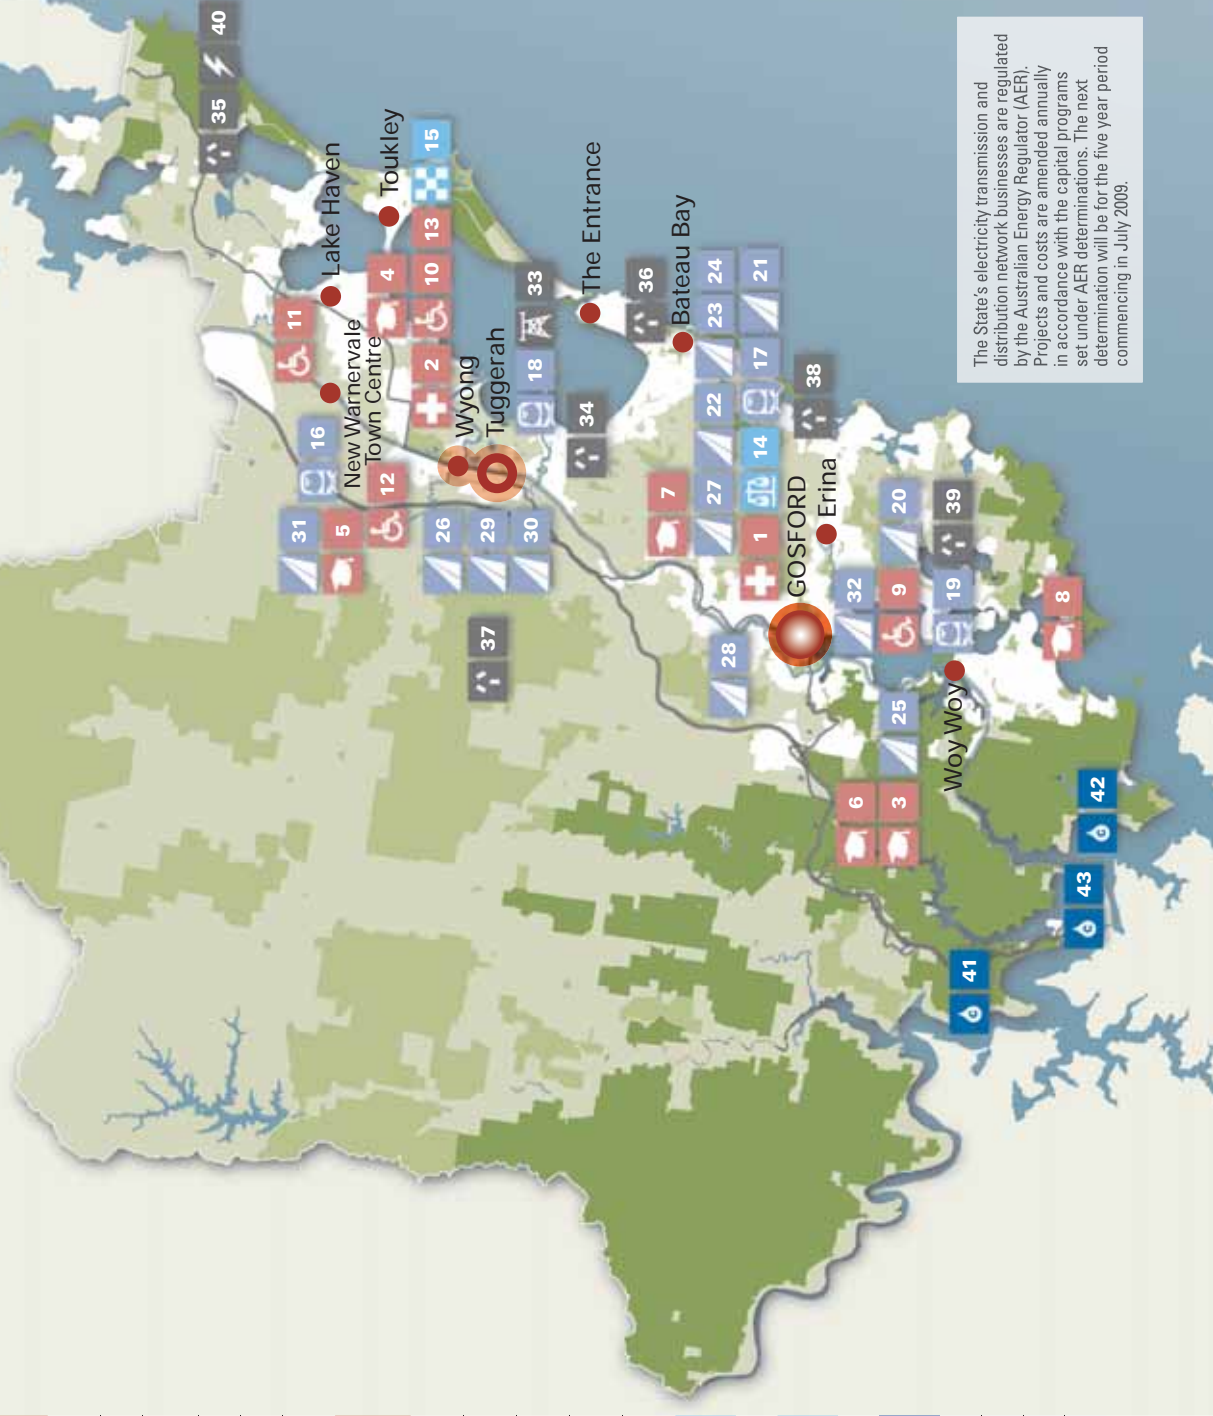 35 40
31
11
16
Lake Haven
5
New Warnervale
Town Centre
12
4
Toukley
2 10 13 15
26
Wyong
37
29
Tuggerah
30
18 33
34
The Entrance
36
7
Bateau Bay
27 22 23 24
28
1 14 17 21
GOSFORD
38
Erina
6
32
3
25
9
20
Woy Woy
19
39
41
8
43
42
The State's electricity transmission and
distribution network businesses are regulated
by the Australian Energy Regulator (AER).
Projects and costs are amended annually
in accordance with the capital programs
set under AER determinations. The next
determination will be for the five year period
commencing in July 2009.